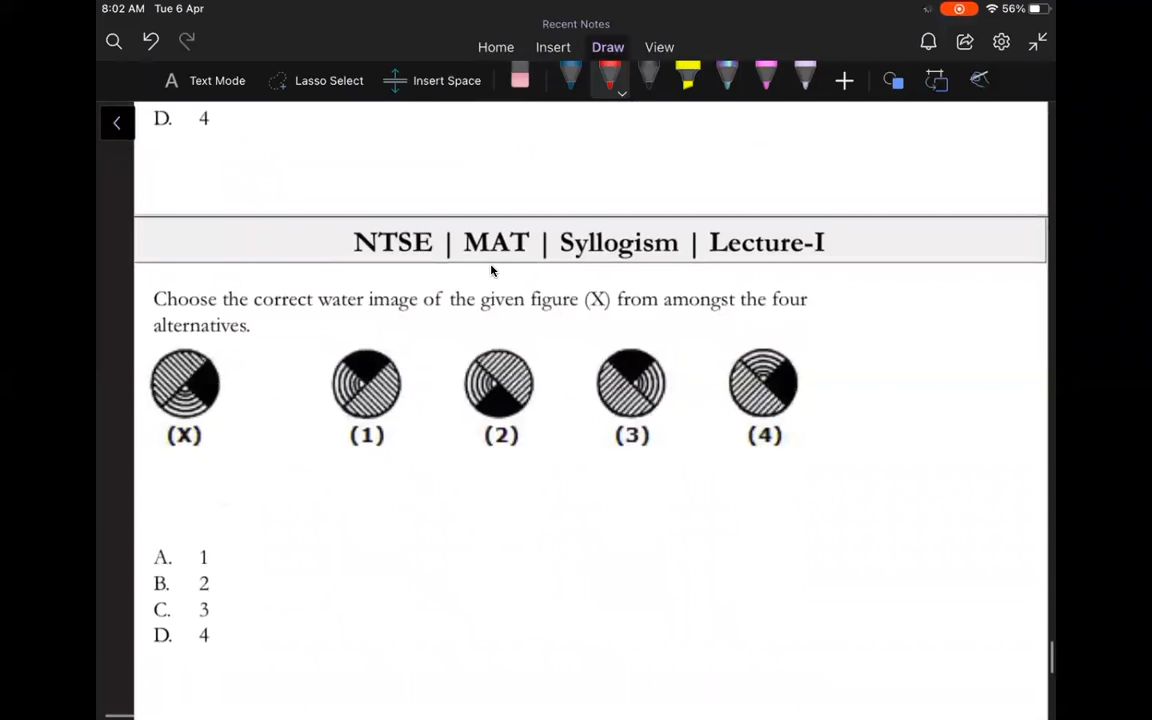 8:02 AM Tue 6 Apr
56%
Recent Notes
Home Insert Draw View
Text Mode Lasso Select Insert Space
D. 4
NTSE | MAT | Syllogism | Lecture-I
Choose the correct water image of the given figure (X) from amongst the four
alternatives.
(X) (1) (2) (3) (4)
A. 1
B. 2
C. 3
D. 4